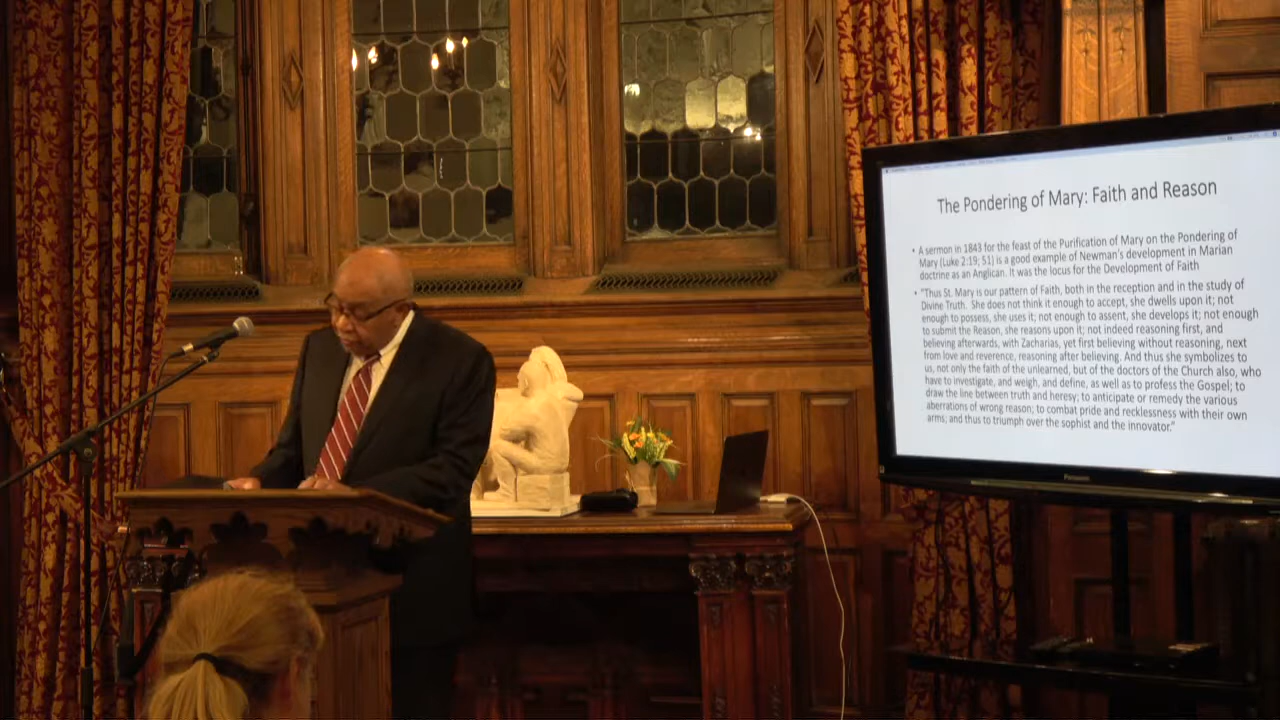 The Pondering of Mary: Faith and Reason
• A sermon in 1843 for the feast of the Purification of Mary on the Pondering of
Mary (Luke 2:19; 51) is a good example of Newman's development in Marian
doctrine as an Anglican. It was the locus for the Development of Faith
• "Thus St. Mary is our pattern of Faith, both in the reception and in the study of
Divine Truth. She does not think it enough to accept, she dwells upon it; not
enough to possess, she uses it; not enough to assent, she develops it; not enough
to submit the Reason, she reasons upon it; not indeed reasoning first, and
believing afterwards, with Zacharias, yet first believing without reasoning, next
from love and reverence, reasoning after believing. And thus she symbolizes to
us, not only the faith of the unlearned, but of the doctors of the Church also, who
have to investigate, and weigh, and define, as well as to profess the Gospel; to
draw the line between truth and heresy; to anticipate or remedy the various
aberrations of wrong reason; to combat pride and recklessness with their own
arms; and thus to triumph over the sophist and the innovator."
Panasonic